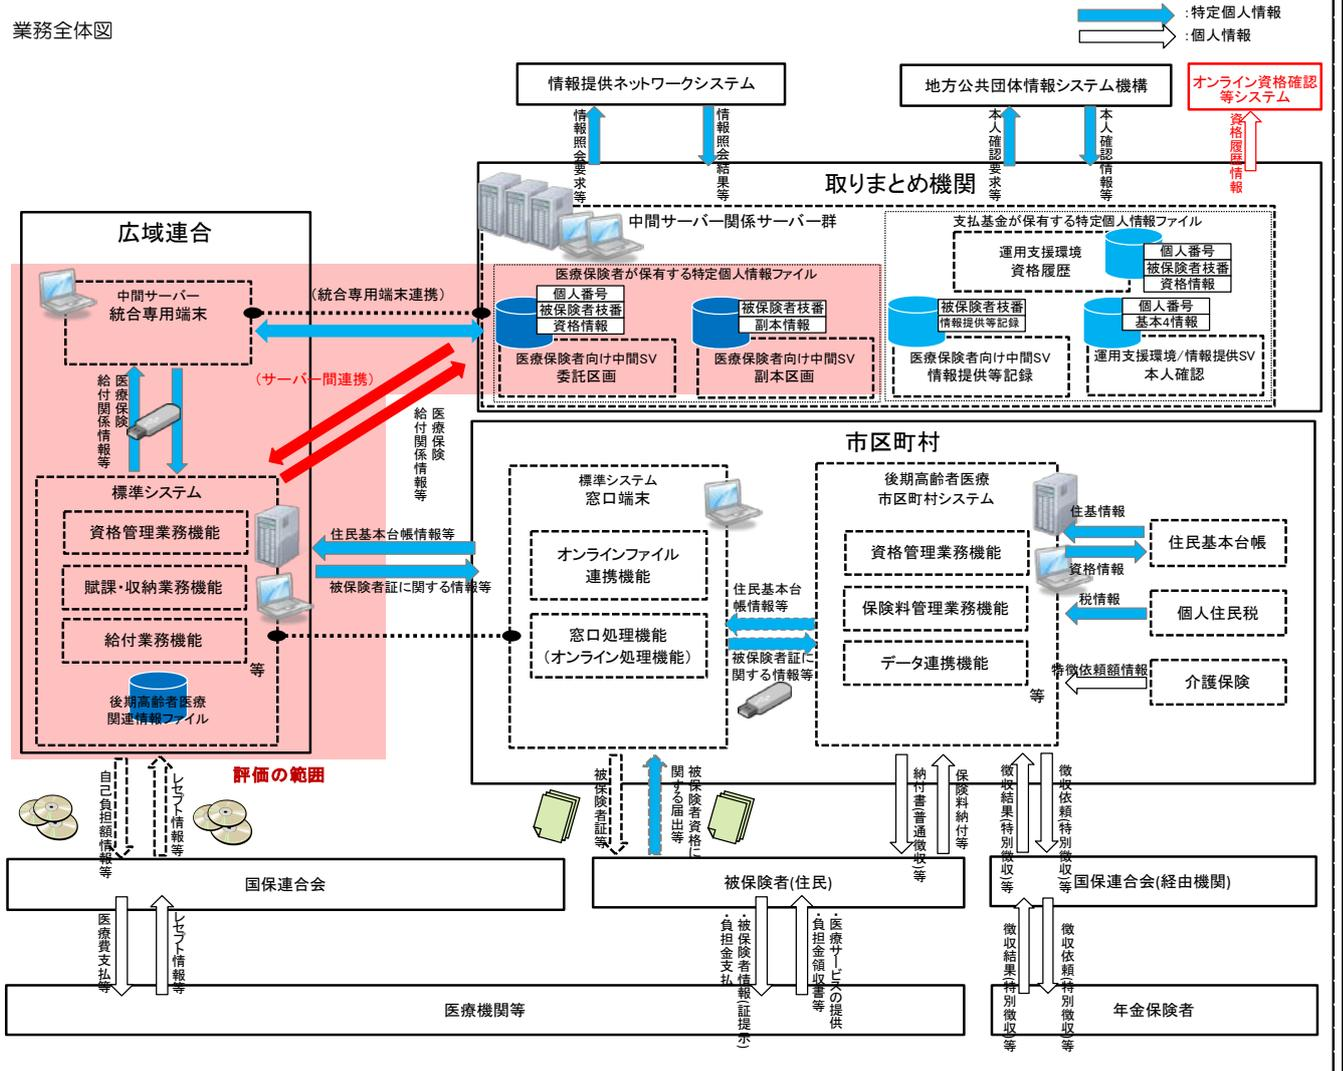 業務全体図
:特定個人情報
:個人情報
情報提供ネットワークシステム
地方公共団体情報システム機構
オンライン資格確認
等システム
情報照会要求等
情報照会結果等
本人確認要求等
本人確認情報等
資格履歴情報
取りまとめ機関
中間サーバー関係サーバー群
医療保険者が保有する特定個人情報ファイル
個人番号
被保険者枝番
資格情報
医療保険者向け中間SV
委託区画
被保険者枝番
副本情報
医療保険者向け中間SV
副本区画
支払基金が保有する特定個人情報ファイル
運用支援環境
資格履歴
個人番号
被保険者枝番
資格情報
被保険者枝番
情報提供等記録
医療保険者向け中間SV
情報提供等記録
個人番号
基本4情報
運用支援環境/情報提供SV
本人確認
広域連合
中間サーバー
統合専用端末
(統合専用端末連携)
(サーバー間連携)
医療保険
給付関係情報等
医療保険
給付関係情報等
標準システム
資格管理業務機能
賦課・収納業務機能
給付業務機能
等
後期高齢者医療
関連情報ファイル
評価の範囲
住民基本台帳情報等
被保険者証に関する情報等
市区町村
標準システム
窓口端末
オンラインファイル
連携機能
窓口処理機能
(オンライン処理機能)
住民基本台
帳情報等
被保険者証に
関する情報等
後期高齢者医療
市区町村システム
資格管理業務機能
保険料管理業務機能
データ連携機能
等
住基情報
資格情報
税情報
特徴依頼額情報
住民基本台帳
個人住民税
介護保険
自己負担額情報等
レセプト情報等
被保険者証等
被保険者資格に
関する届出等
納付書(普通徴収)等
保険料納付等
徴収結果(特別徴収)等
徴収依頼(特別徴収)等
国保連合会
被保険者(住民)
国保連合会(経由機関)
医療費支払等
レセプト情報等
・被保険者情報(証提示)
・負担金支払
・医療サービスの提供
・負担金領収書等
徴収結果(特別徴収)等
徴収依頼(特別徴収)等
医療機関等
年金保険者